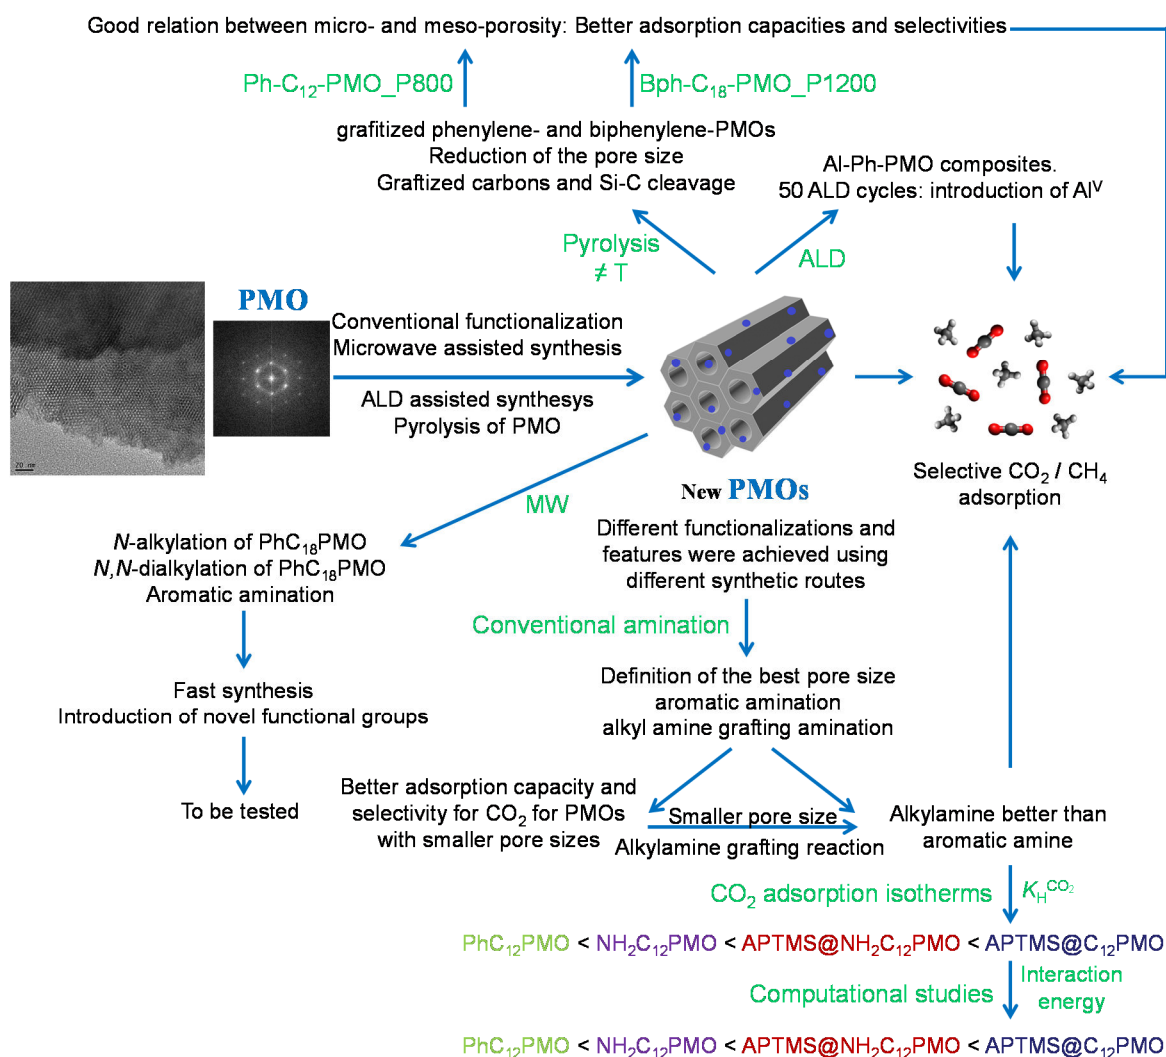 Good relation between micro- and meso-porosity: Better adsorption capacities and selectivities
Ph-C₁₂-PMO_P800
Bph-C₁₈-PMO_P1200
grafitized phenylene- and biphenylene-PMOs
Reduction of the pore size
Graftized carbons and Si-C cleavage
Al-Ph-PMO composites.
50 ALD cycles: introduction of Alⱽ
Pyrolysis
≠ T
ALD
PMO
Conventional functionalization
Microwave assisted synthesis
ALD assisted synthesys
Pyrolysis of PMO
20 nm
New PMOs
Selective CO₂ / CH₄
adsorption
MW
Different functionalizations and
features were achieved using
different synthetic routes
N-alkylation of PhC₁₈PMO
N,N-dialkylation of PhC₁₈PMO
Aromatic amination
Conventional amination
Fast synthesis
Introduction of novel functional groups
Definition of the best pore size
aromatic amination
alkyl amine grafting amination
To be tested
Better adsorption capacity and
selectivity for CO₂ for PMOs
with smaller pore sizes
Smaller pore size
Alkylamine grafting reaction
Alkylamine better than
aromatic amine
CO₂ adsorption isotherms
K_H^CO₂
PhC₁₂PMO < NH₂C₁₂PMO < APTMS@NH₂C₁₂PMO < APTMS@C₁₂PMO
Computational studies
Interaction
energy
PhC₁₂PMO < NH₂C₁₂PMO < APTMS@NH₂C₁₂PMO < APTMS@C₁₂PMO